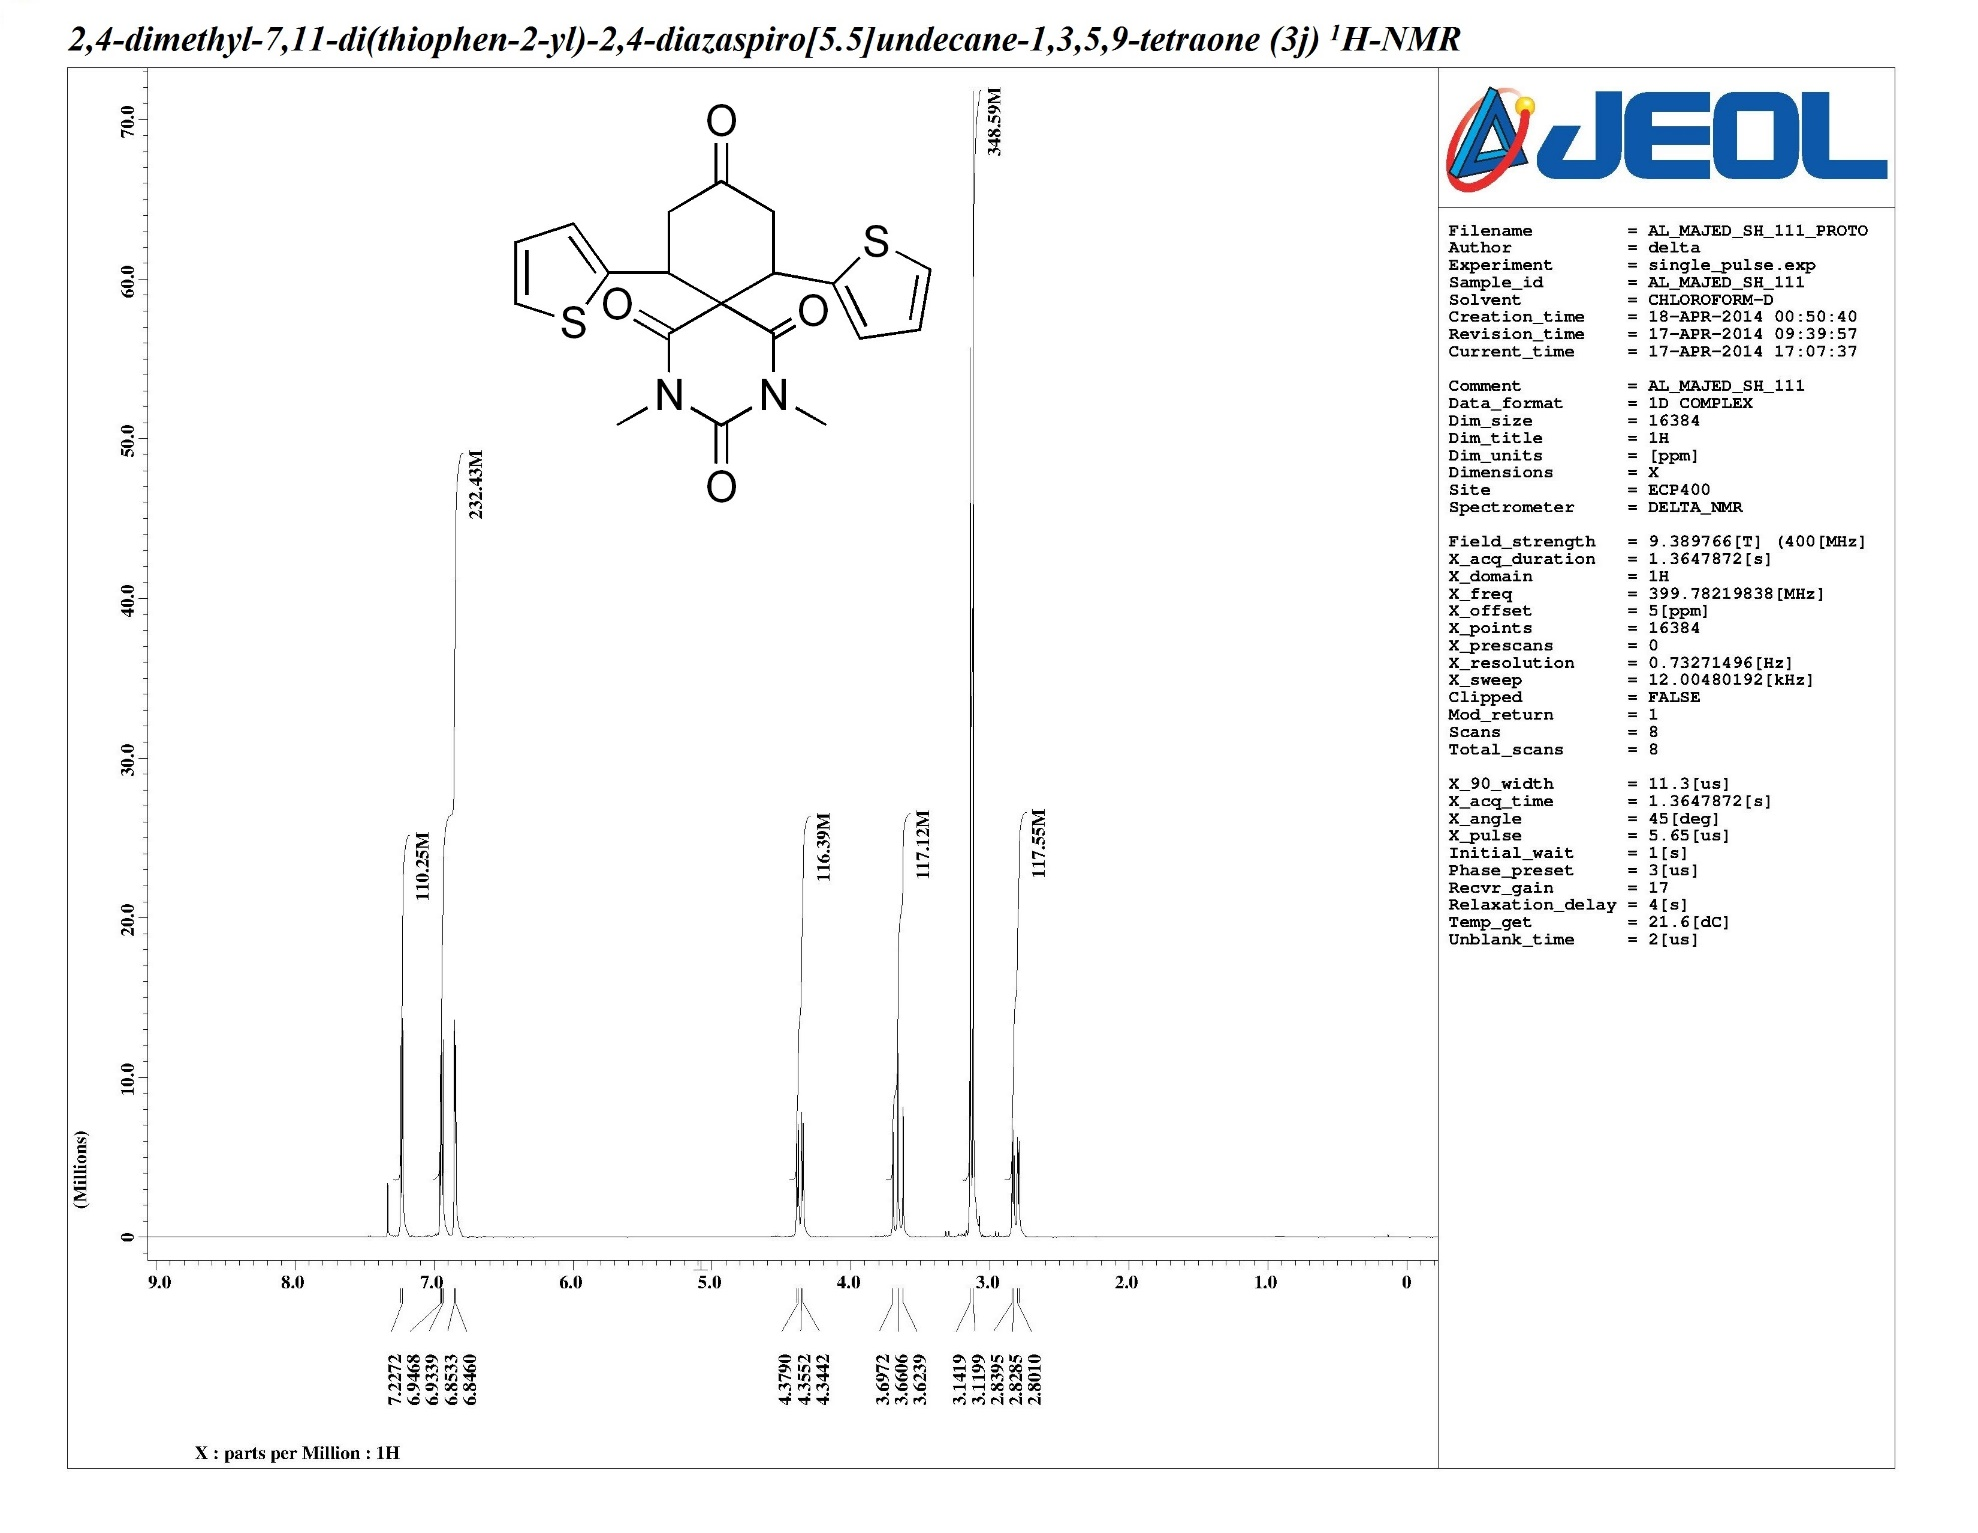 2,4-dimethyl-7,11-di(thiophen-2-yl)-2,4-diazaspiro[5.5]undecane-1,3,5,9-tetraone (3j) ¹H-NMR
JEOL
Filename = AL_MAJED_SH_111_PROTO
Author = delta
Experiment = single_pulse.exp
Sample_id = AL_MAJED_SH_111
Solvent = CHLOROFORM-D
Creation_time = 18-APR-2014 00:50:40
Revision_time = 17-APR-2014 09:39:57
Current_time = 17-APR-2014 17:07:37
Comment = AL_MAJED_SH_111
Data_format = 1D COMPLEX
Dim_size = 16384
Dim_title = 1H
Dim_units = [ppm]
Dimensions = X
Site = ECP400
Spectrometer = DELTA_NMR
Field_strength = 9.389766[T] (400[MHz]
X_acq_duration = 1.3647872[s]
X_domain = 1H
X_freq = 399.78219838[MHz]
X_offset = 5[ppm]
X_points = 16384
X_prescans = 0
X_resolution = 0.73271496[Hz]
X_sweep = 12.00480192[kHz]
Clipped = FALSE
Mod_return = 1
Scans = 8
Total_scans = 8
X_90_width = 11.3[us]
X_acq_time = 1.3647872[s]
X_angle = 45[deg]
X_pulse = 5.65[us]
Initial_wait = 1[s]
Phase_preset = 3[us]
Recvr_gain = 17
Relaxation_delay = 4[s]
Temp_get = 21.6[dC]
Unblank_time = 2[us]
O
S
S
O
O
N
N
O
70.0
60.0
50.0
40.0
30.0
20.0
10.0
0
(Millions)
110.25M
232.43M
116.39M
117.12M
348.59M
117.55M
9.0 8.0 7.0 6.0 5.0 4.0 3.0 2.0 1.0 0
7.2272
6.9468
6.9339
6.8533
6.8460
4.3790
4.3552
4.3442
3.6972
3.6606
3.6239
3.1419
3.1199
2.8395
2.8285
2.8010
X : parts per Million : 1H